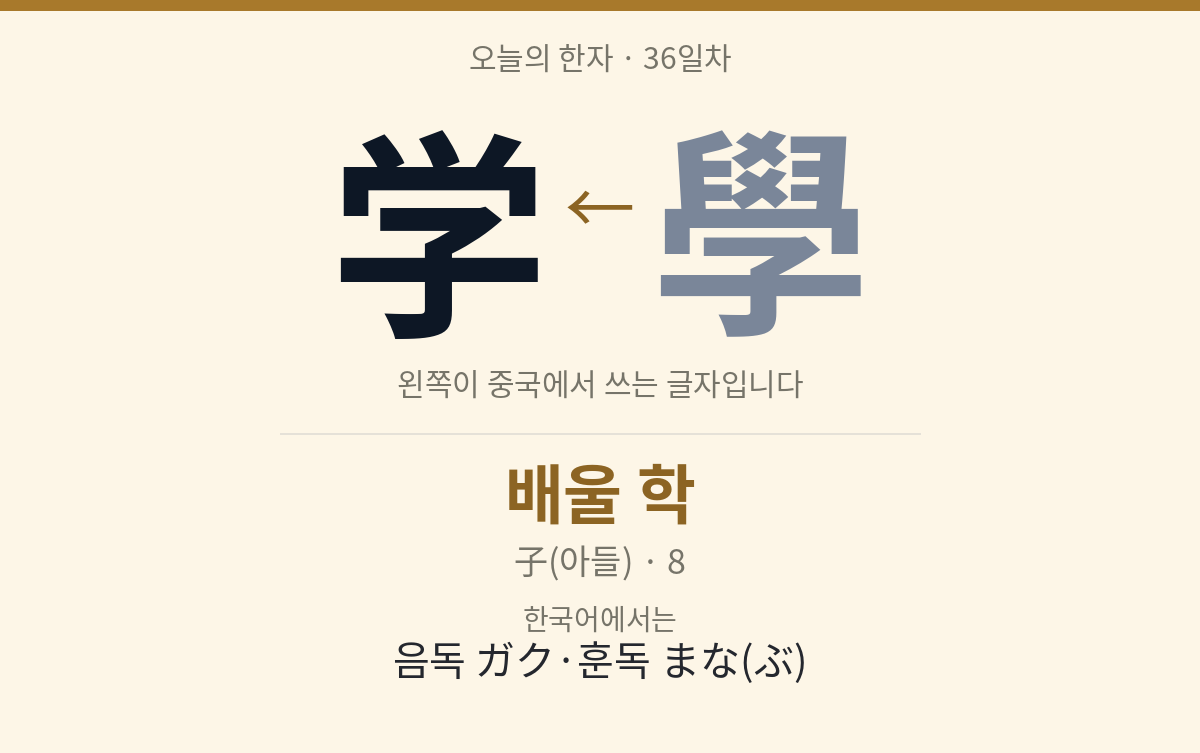 오늘의 한자 · 36일차
学 ← 學
왼쪽이 중국에서 쓰는 글자입니다
배울 학
子(아들) · 8
한국어에서는
음독 ガク·훈독 まな(ぶ)